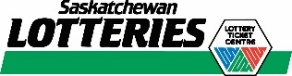 Saskatchewan
LOTTERIES
LOTTERY
TICKET
CENTRE